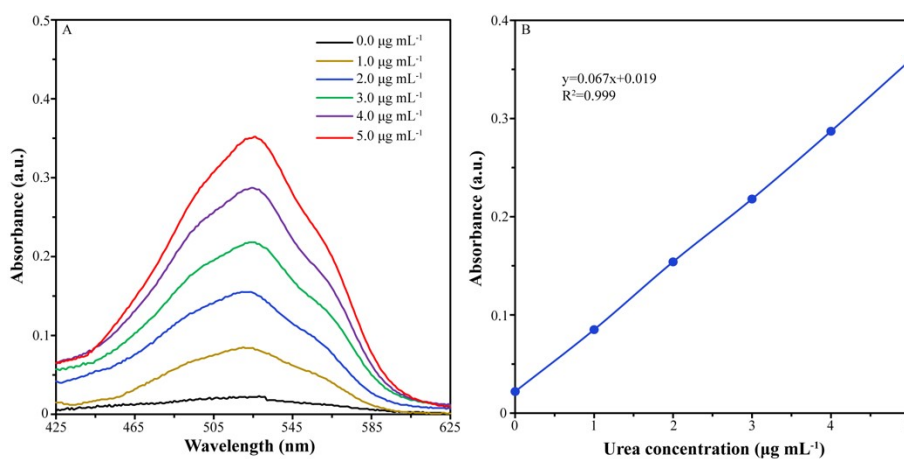 A
0.5
0.4
0.3
0.2
0.1
0
Absorbance (a.u.)
0.0 μg mL⁻¹
1.0 μg mL⁻¹
2.0 μg mL⁻¹
3.0 μg mL⁻¹
4.0 μg mL⁻¹
5.0 μg mL⁻¹
425 465 505 545 585 625
Wavelength (nm)
B
0.4
0.3
0.2
0.1
0
Absorbance (a.u.)
y=0.067x+0.019
R²=0.999
0 1 2 3 4
Urea concentration (μg mL⁻¹)